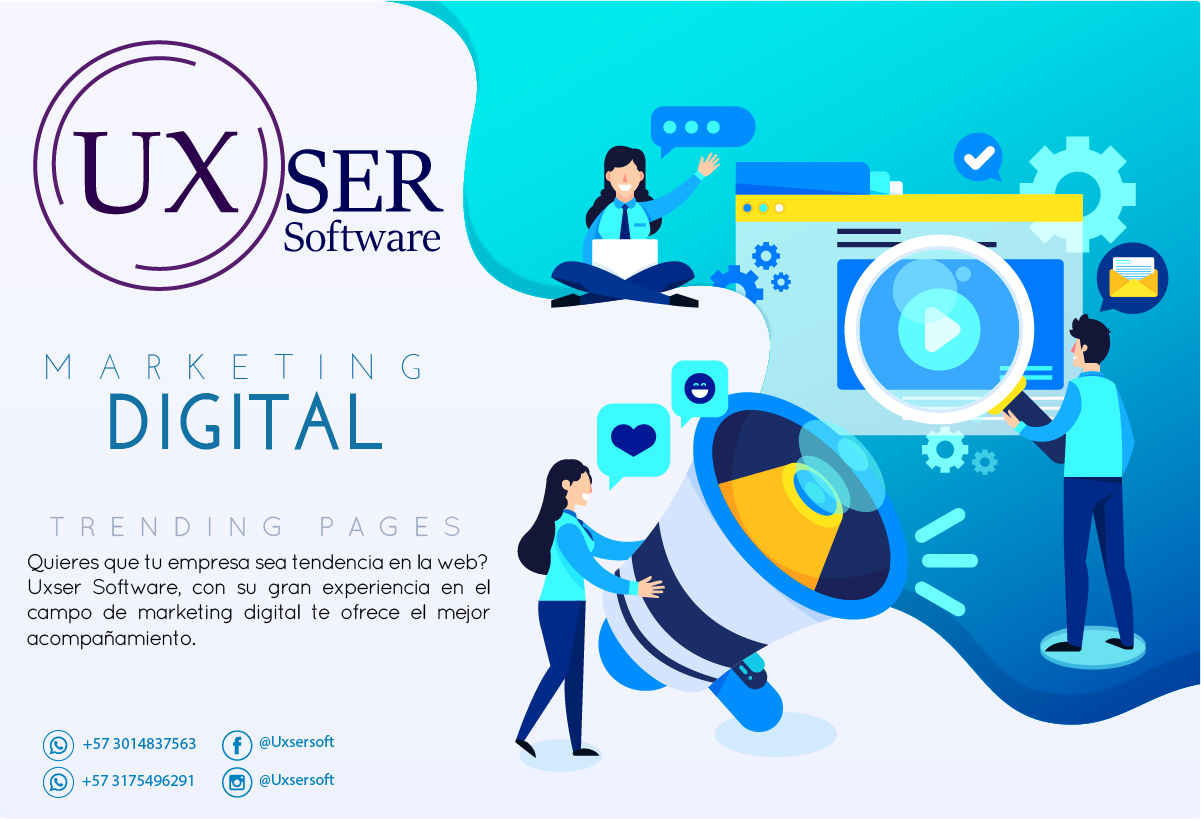 UX SER
Software
MARKETING
DIGITAL
TRENDING PAGES
Quieres que tu empresa sea tendencia en la web?
Uxser Software, con su gran experiencia en el
campo de marketing digital te ofrece el mejor
acompañamiento.
+57 3014837563 @Uxsersoft
+57 3175496291 @Uxsersoft